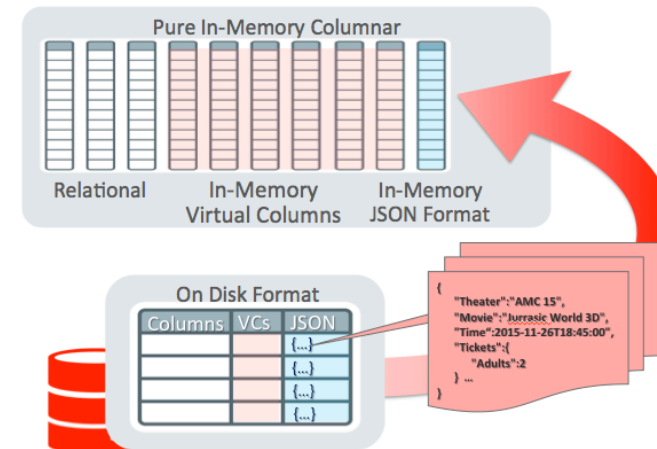 Pure In-Memory Columnar
Relational
In-Memory
Virtual Columns
In-Memory
JSON Format
On Disk Format
Columns VCs JSON
{...}
{...}
{...}
{...}
{
"Theater":"AMC 15",
"Movie":"Jurrasic World 3D",
"Time":2015-11-26T18:45:00",
"Tickets":{
"Adults":2
} ...
}